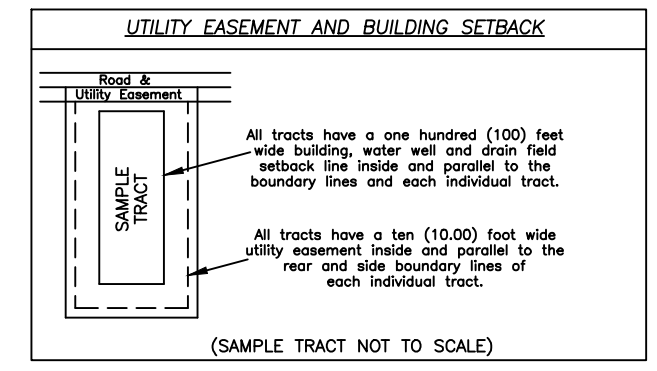 UTILITY EASEMENT AND BUILDING SETBACK
Road &
Utility Easement
SAMPLE
TRACT
All tracts have a one hundred (100) feet
wide building, water well and drain field
setback line inside and parallel to the
boundary lines and each individual tract.
All tracts have a ten (10.00) foot wide
utility easement inside and parallel to the
rear and side boundary lines of
each individual tract.
(SAMPLE TRACT NOT TO SCALE)